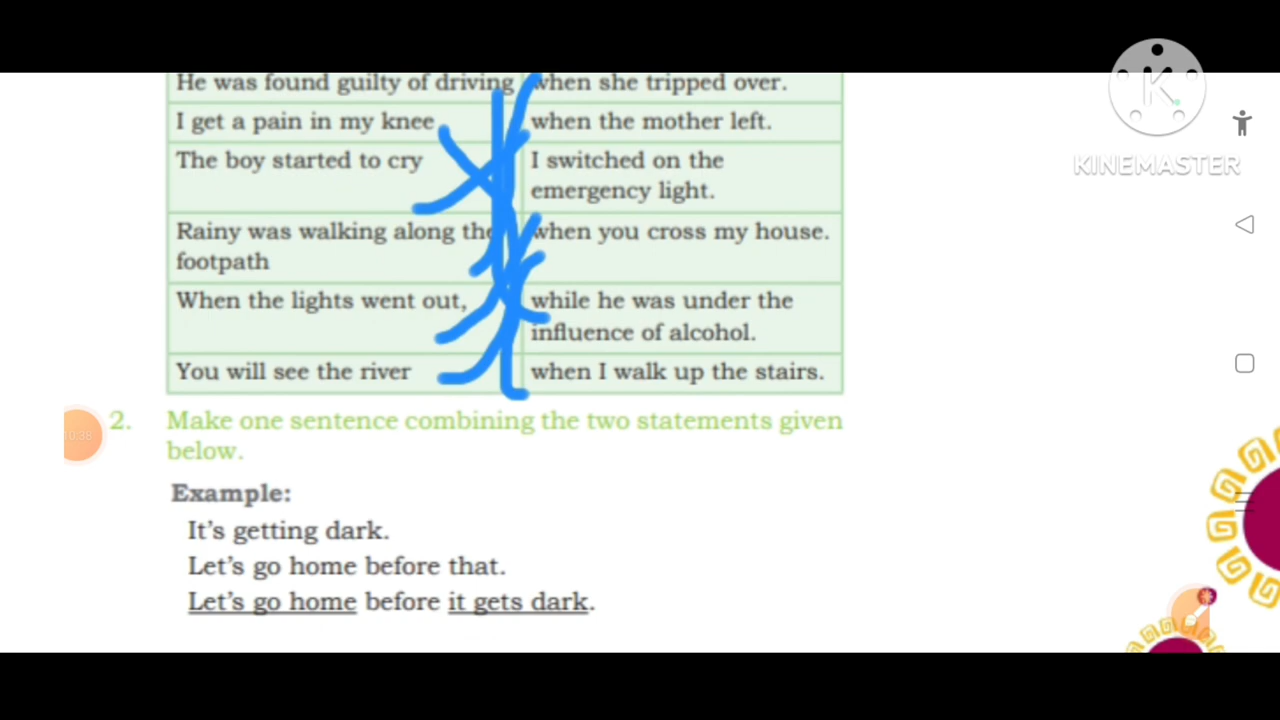 He was found guilty of driving when she tripped over.
I get a pain in my knee when the mother left.
The boy started to cry I switched on the
emergency light.
Rainy was walking along the when you cross my house.
footpath
When the lights went out, while he was under the
influence of alcohol.
You will see the river when I walk up the stairs.
2. Make one sentence combining the two statements given
below.
Example:
It's getting dark.
Let's go home before that.
Let's go home before it gets dark.
KINEMASTER